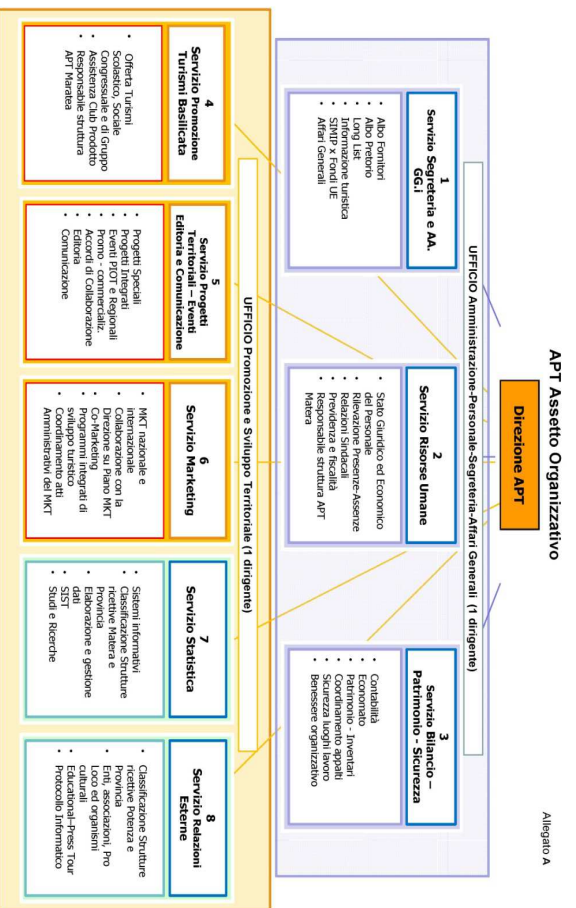 Allegato A
APT Assetto Organizzativo
Direzione APT
UFFICIO Amministrazione-Personale-Segreteria-Affari Generali (1 dirigente)
1
Servizio Segreteria e AA.
GG.i
• Albo Fornitori
• Albo Pretorio
• Long List
• Informazione turistica
• SIMIP x Fondi UE
• Affari Generali
2
Servizio Risorse Umane
• Stato Giuridico ed Economico
del Personale
• Rilevazione Presenze-Assenze
• Relazioni Sindacali
• Previdenza e fiscalità
• Responsabile struttura APT
Matera
3
Servizio Bilancio –
Patrimonio - Sicurezza
• Contabilità
• Economato
• Patrimonio - Inventari
• Coordinamento appalti
• Sicurezza luoghi lavoro
• Benessere organizzativo
UFFICIO Promozione e Sviluppo Territoriale (1 dirigente)
4
Servizio Promozione
Turismi Basilicata
• Offerta Turismi
Scolastico, Sociale
Congressuale e di Gruppo
• Assistenza Club Prodotto
• Responsabile struttura
APT Maratea
5
Servizio Progetti
Territoriali – Eventi
Editoria e Comunicazione
• Progetti Speciali
• Progetti Integrati
• Eventi PIOT e Regionali
• Promo - commercializ.
• Accordi di Collaborazione
• Editoria
• Comunicazione
6
Servizio Marketing
• MKT nazionale e
internazionale
• Collaborazione con la
Direzione su Piano MKT
• Co-Marketing
• Programmi integrati di
sviluppo turistico
• Coordinamento atti
Amministrativi del MKT
7
Servizio Statistica
• Sistemi informativi
• Classificazione Strutture
ricettive Matera e
Provincia
• Elaborazione e gestione
dati
• SIST
• Studi e Ricerche
8
Servizio Relazioni
Esterne
• Classificazione Strutture
ricettive Potenza e
Provincia
• Enti, associazioni, Pro
Loco ed organismi
culturali
• Educational–Press Tour
• Protocollo Informatico